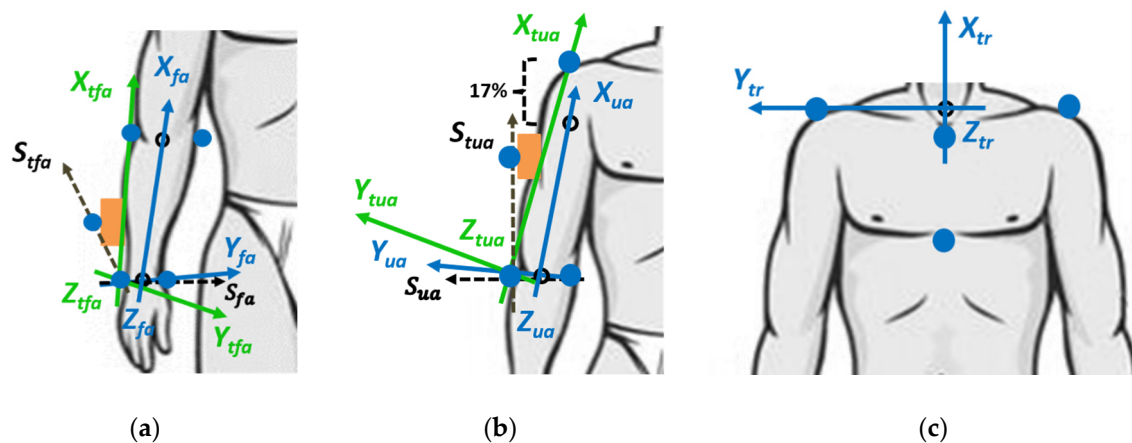 X_tfa
X_fa
S_tfa
Y_fa
S_fa
Z_tfa
Z_fa
Y_tfa
(a)
X_tua
17%
X_ua
S_tua
Y_tua
Z_tua
Y_ua
S_ua
Z_ua
(b)
X_tr
Y_tr
Z_tr
(c)